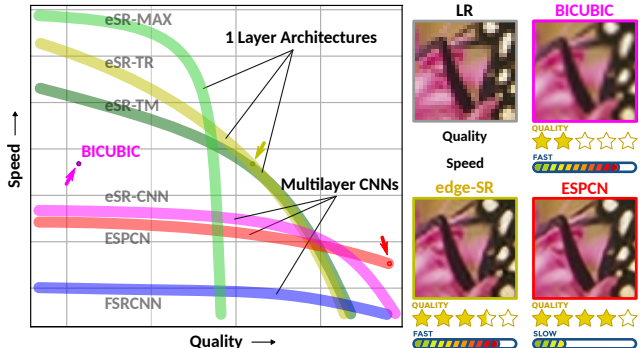 eSR-MAX
1 Layer Architectures
eSR-TR
eSR-TM
BICUBIC
Multilayer CNNs
eSR-CNN
ESPCN
FSRCNN
Speed
Quality
LR
BICUBIC
Quality
Speed
QUALITY
FAST
edge-SR
ESPCN
QUALITY
FAST
QUALITY
SLOW